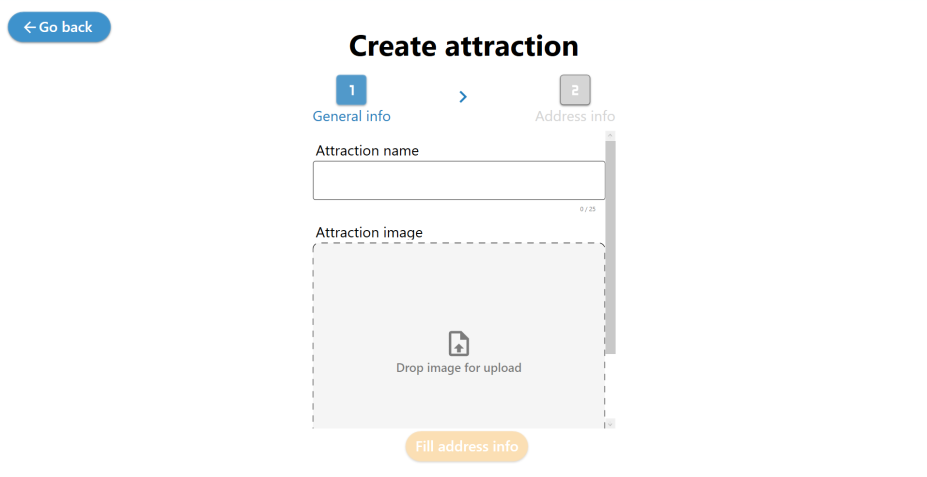 Go back
Create attraction
1
2
General info
Address info
Attraction name
0 / 25
Attraction image
Drop image for upload
Fill address info